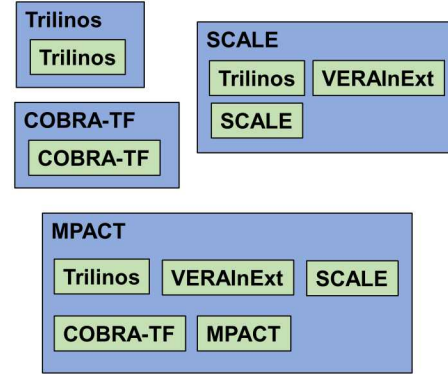 Trilinos
Trilinos
SCALE
Trilinos VERAInExt
SCALE
COBRA-TF
COBRA-TF
MPACT
Trilinos VERAInExt SCALE
COBRA-TF MPACT